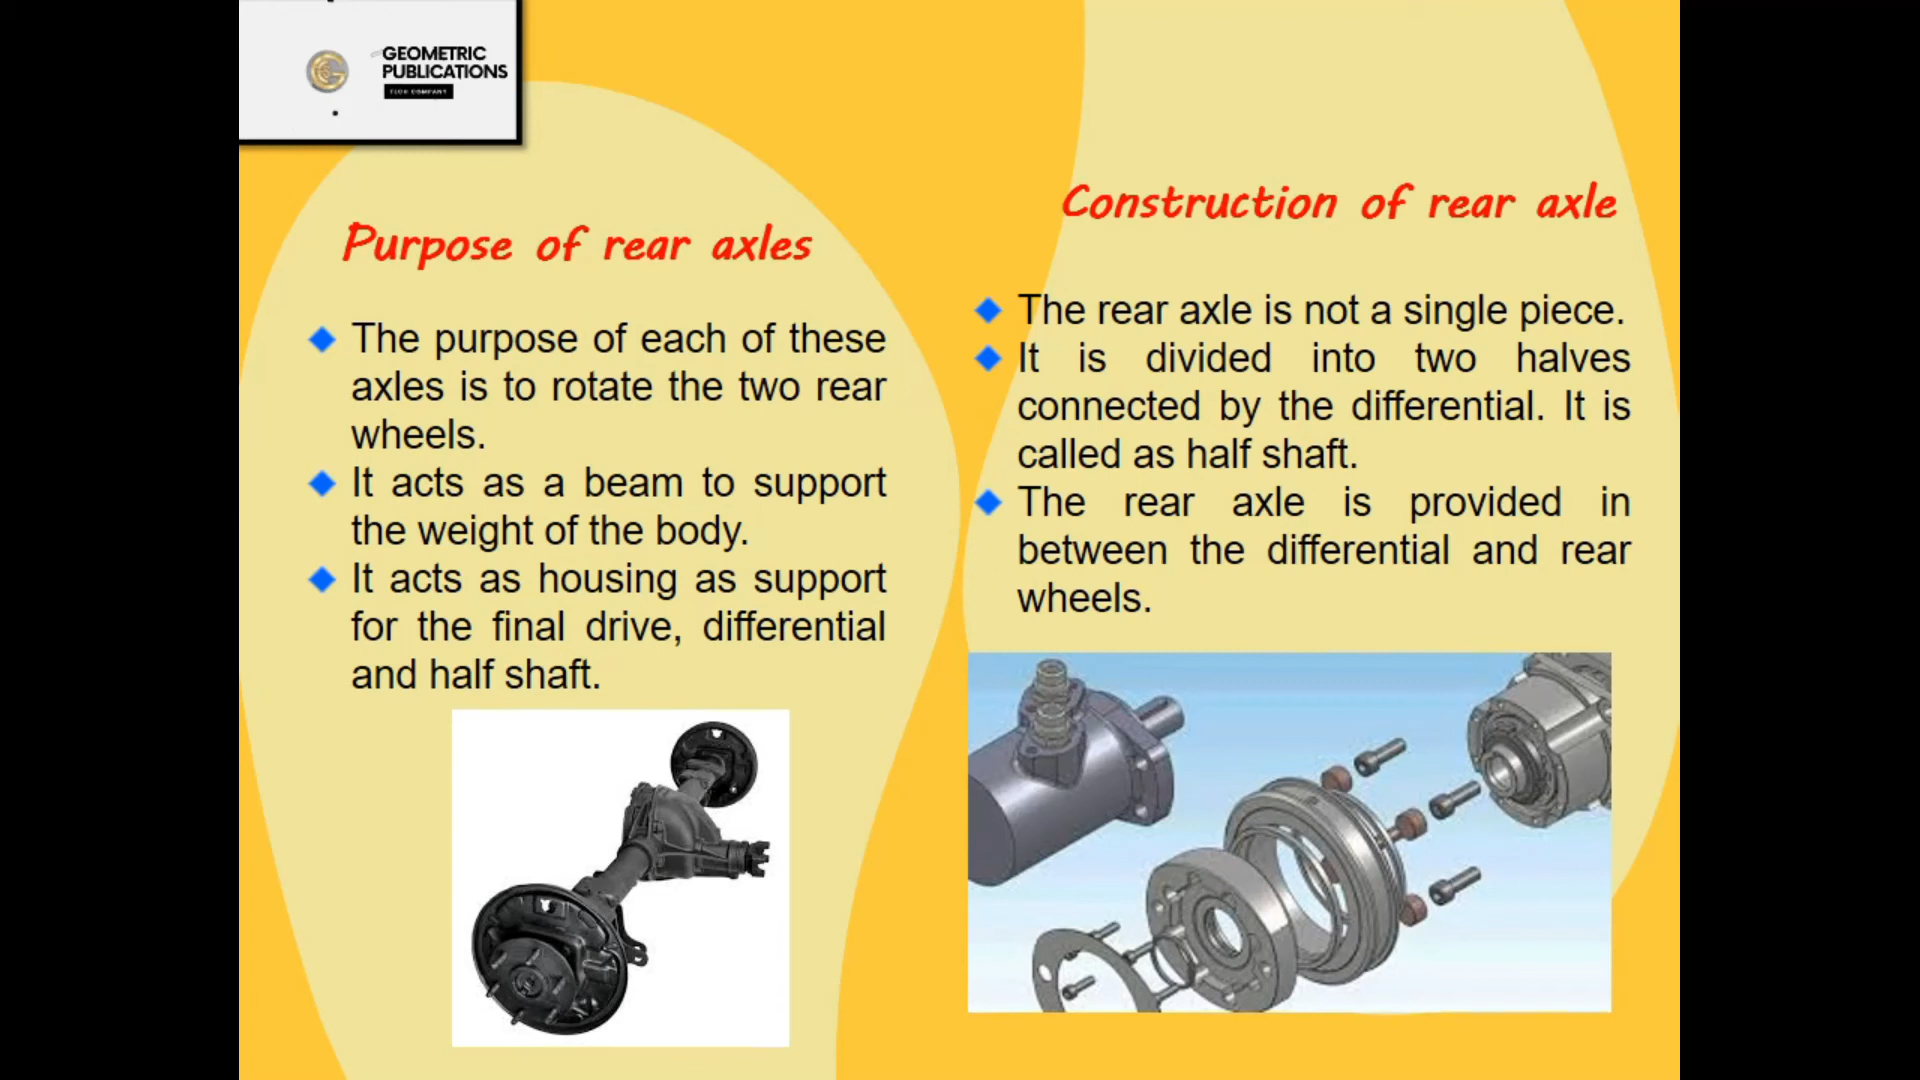 GEOMETRIC
PUBLICATIONS
TECH COMPANY
Purpose of rear axles
The purpose of each of these
axles is to rotate the two rear
wheels.
It acts as a beam to support
the weight of the body.
It acts as housing as support
for the final drive, differential
and half shaft.
Construction of rear axle
The rear axle is not a single piece.
It is divided into two halves
connected by the differential. It is
called as half shaft.
The rear axle is provided in
between the differential and rear
wheels.